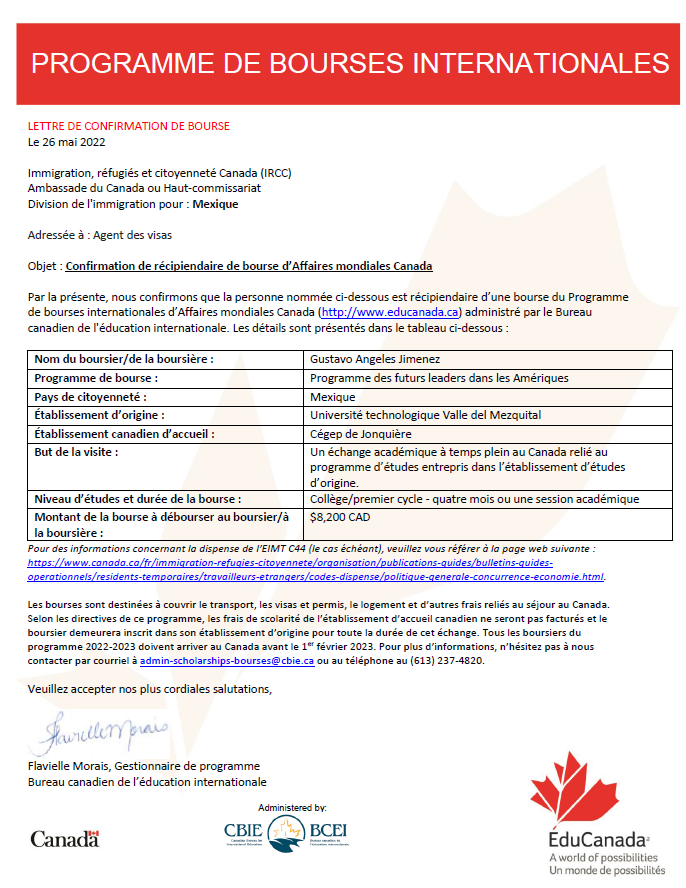 PROGRAMME DE BOURSES INTERNATIONALES
LETTRE DE CONFIRMATION DE BOURSE
Le 26 mai 2022
Immigration, réfugiés et citoyenneté Canada (IRCC)
Ambassade du Canada ou Haut-commissariat
Division de l'immigration pour : Mexique
Adressée à : Agent des visas
Objet : Confirmation de récipiendaire de bourse d'Affaires mondiales Canada
Par la présente, nous confirmons que la personne nommée ci-dessous est récipiendaire d'une bourse du Programme
de bourses internationales d'Affaires mondiales Canada (http://www.educanada.ca) administré par le Bureau
canadien de l'éducation internationale. Les détails sont présentés dans le tableau ci-dessous :
Nom du boursier/de la boursière : Gustavo Angeles Jimenez
Programme de bourse : Programme des futurs leaders dans les Amériques
Pays de citoyenneté : Mexique
Établissement d'origine : Université technologique Valle del Mezquital
Établissement canadien d'accueil : Cégep de Jonquière
But de la visite : Un échange académique à temps plein au Canada relié au
programme d'études entrepris dans l'établissement d'études
d'origine.
Niveau d'études et durée de la bourse : Collège/premier cycle - quatre mois ou une session académique
Montant de la bourse à débourser au boursier/à $8,200 CAD
la boursière :
Pour des informations concernant la dispense de l'EIMT C44 (le cas échéant), veuillez vous référer à la page web suivante :
https://www.canada.ca/fr/immigration-refugies-citoyennete/organisation/publications-guides/bulletins-guides-
operationnels/residents-temporaires/travailleurs-etrangers/codes-dispense/politique-generale-concurrence-economie.html.
Les bourses sont destinées à couvrir le transport, les visas et permis, le logement et d'autres frais reliés au séjour au Canada.
Selon les directives de ce programme, les frais de scolarité de l'établissement d'accueil canadien ne seront pas facturés et le
boursier demeurera inscrit dans son établissement d'origine pour toute la durée de cet échange. Tous les boursiers du
programme 2022-2023 doivent arriver au Canada avant le 1er février 2023. Pour plus d'informations, n'hésitez pas à nous
contacter par courriel à admin-scholarships-bourses@cbie.ca ou au téléphone au (613) 237-4820.
Veuillez accepter nos plus cordiales salutations,
Flavielle Morais
Flavielle Morais, Gestionnaire de programme
Bureau canadien de l'éducation internationale
Administered by:
Canada
CBIE BCEI
Canadian Bureau for Bureau canadien de
International Education l'éducation internationale
ÉduCanada
A world of possibilities
Un monde de possibilités